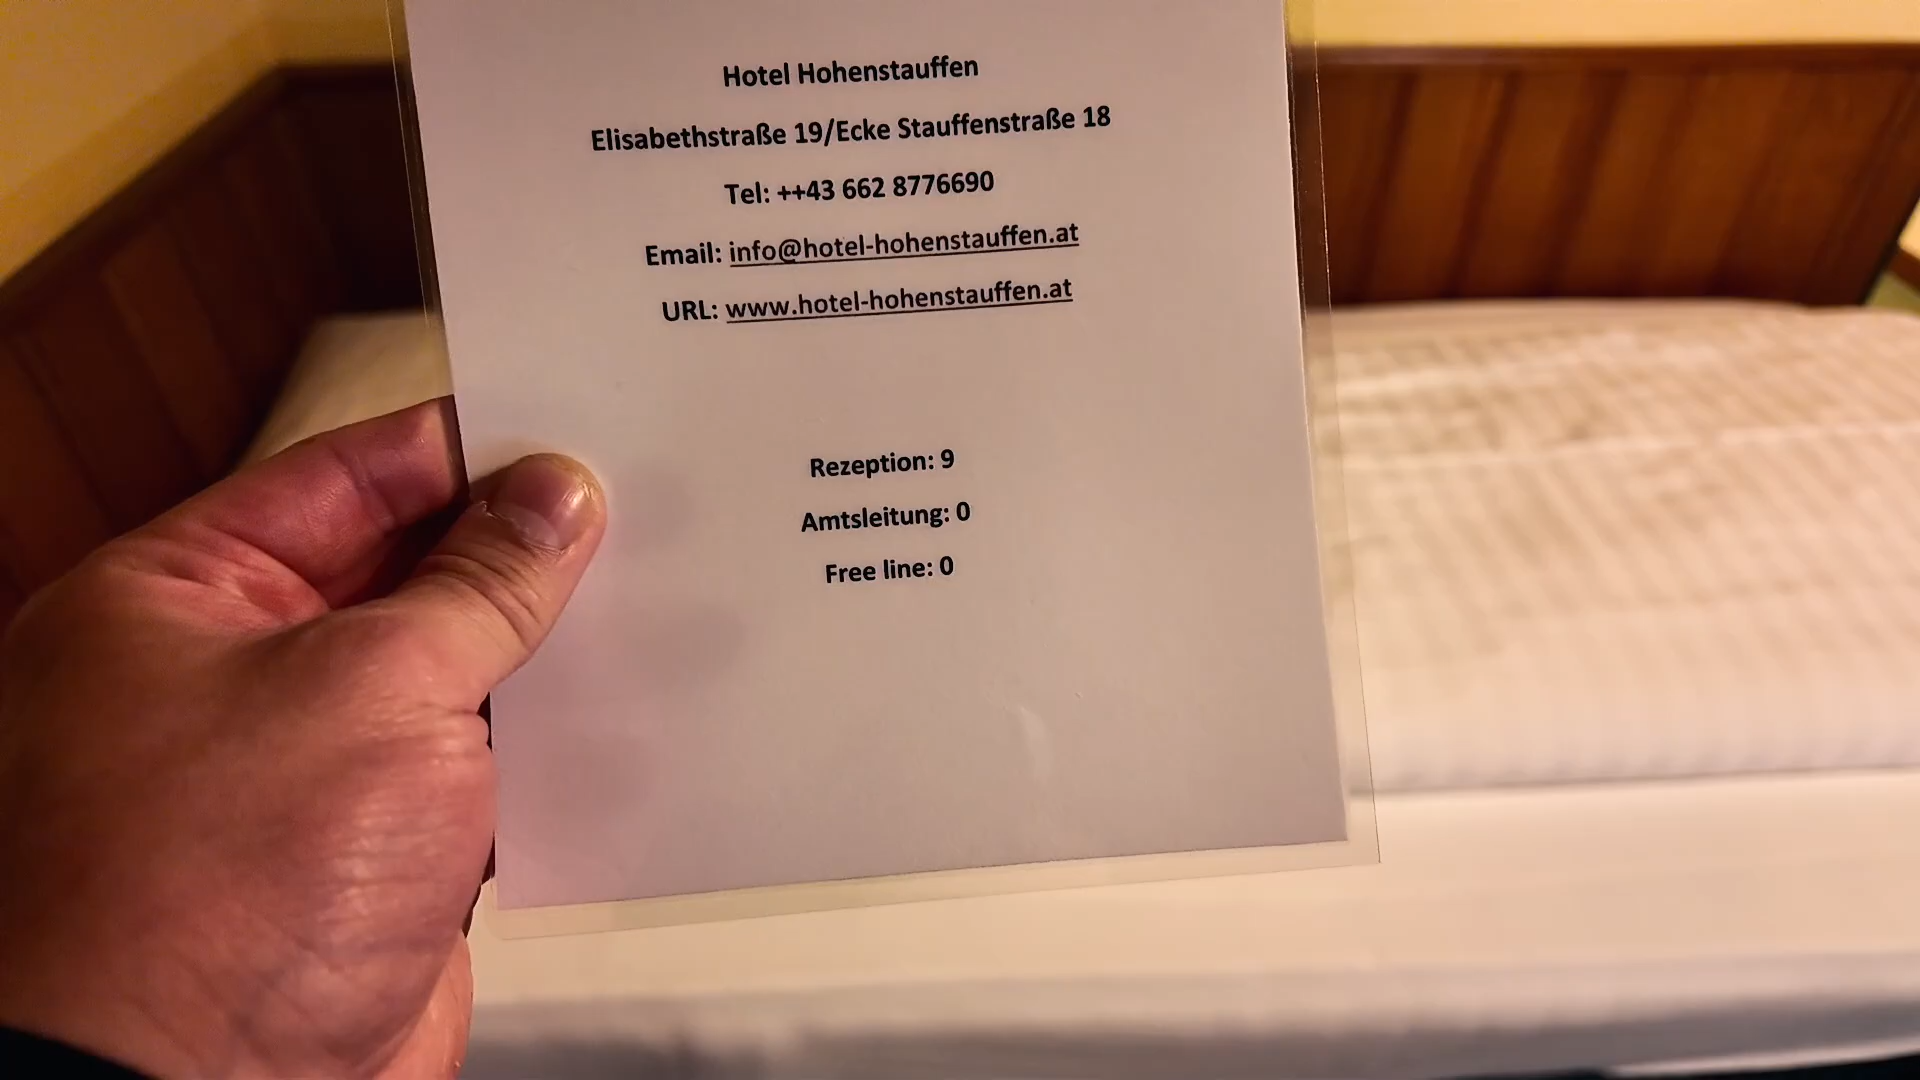 Hotel Hohenstauffen
Elisabethstraße 19/Ecke Stauffenstraße 18
Tel: ++43 662 8776690
Email: info@hotel-hohenstauffen.at
URL: www.hotel-hohenstauffen.at
Rezeption: 9
Amtsleitung: 0
Free line: 0